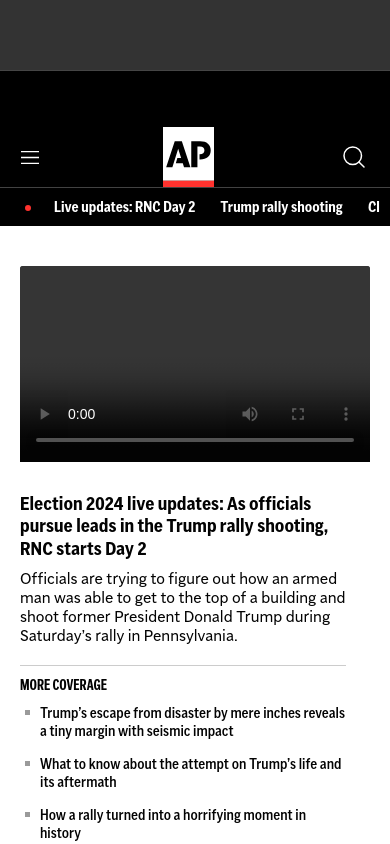 AP
Live updates: RNC Day 2 Trump rally shooting
0:00
Election 2024 live updates: As officials
pursue leads in the Trump rally shooting,
RNC starts Day 2
Officials are trying to figure out how an armed
man was able to get to the top of a building and
shoot former President Donald Trump during
Saturday’s rally in Pennsylvania.
MORE COVERAGE
Trump’s escape from disaster by mere inches reveals
a tiny margin with seismic impact
What to know about the attempt on Trump’s life and
its aftermath
How a rally turned into a horrifying moment in
history